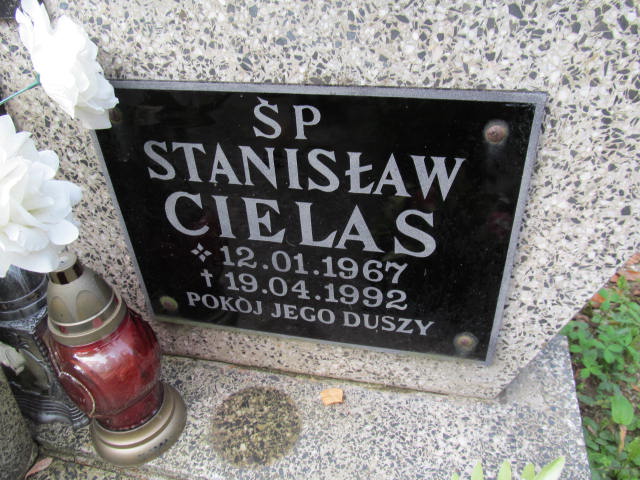 ŚP
STANISŁAW
CIELAS
12.01.1967
19.04.1992
POKÓJ JEGO DUSZY